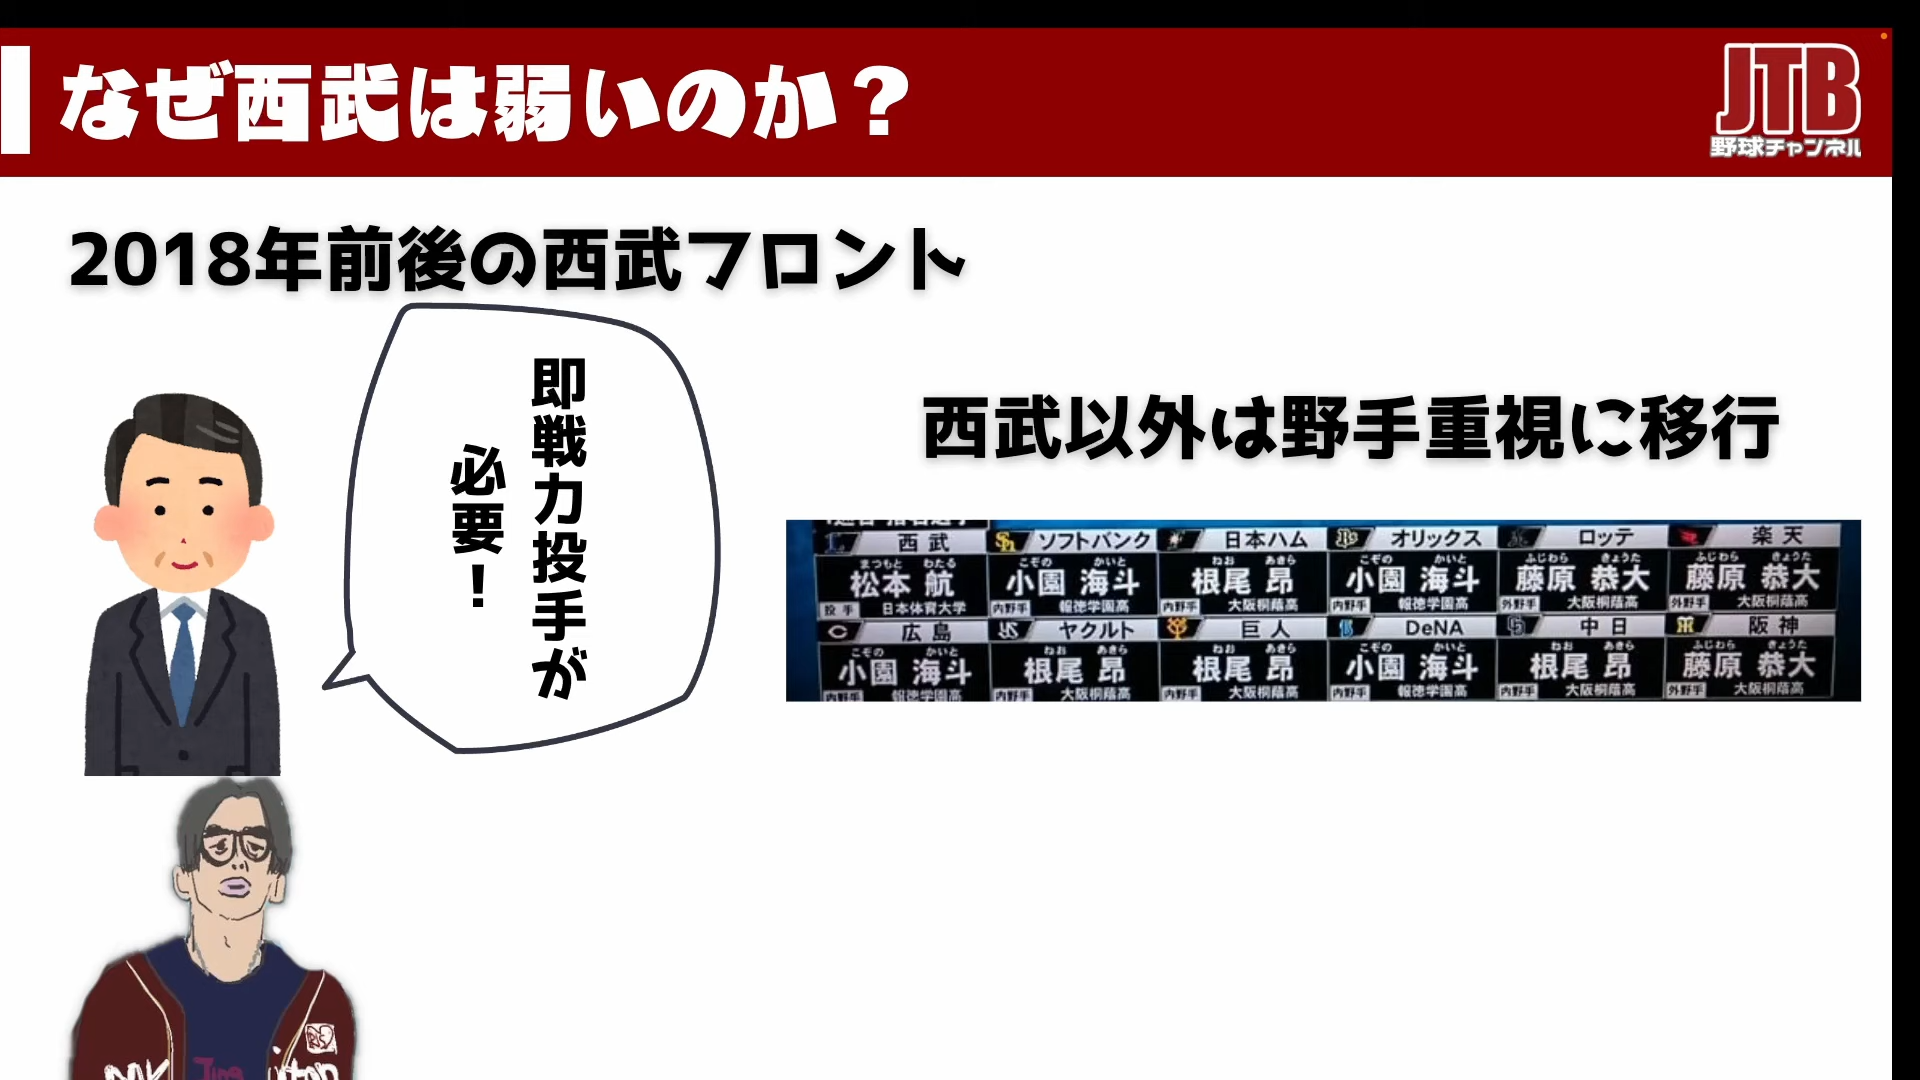 なぜ西武は弱いのか？
JTB
野球チャンネル
2018年前後の西武フロント
即戦力投手が
必要！
西武以外は野手重視に移行
西武 ソフトバンク 日本ハム オリックス ロッテ 楽天
まつもと わたる こぞの かいと ねお あきら こぞの かいと ふじわら きょうた ふじわら きょうた
松本 航 小園 海斗 根尾 昂 小園 海斗 藤原 恭大 藤原 恭大
投手 日本体育大学 内野手 報徳学園高 内野手 大阪桐蔭高 内野手 報徳学園高 外野手 大阪桐蔭高 外野手 大阪桐蔭高
広島 ヤクルト 巨人 DeNA 中日 阪神
こぞの かいと ねお あきら ねお あきら こぞの かいと ねお あきら ふじわら きょうた
小園 海斗 根尾 昂 根尾 昂 小園 海斗 根尾 昂 藤原 恭大
内野手 報徳学園高 内野手 大阪桐蔭高 内野手 大阪桐蔭高 内野手 報徳学園高 内野手 大阪桐蔭高 外野手 大阪桐蔭高